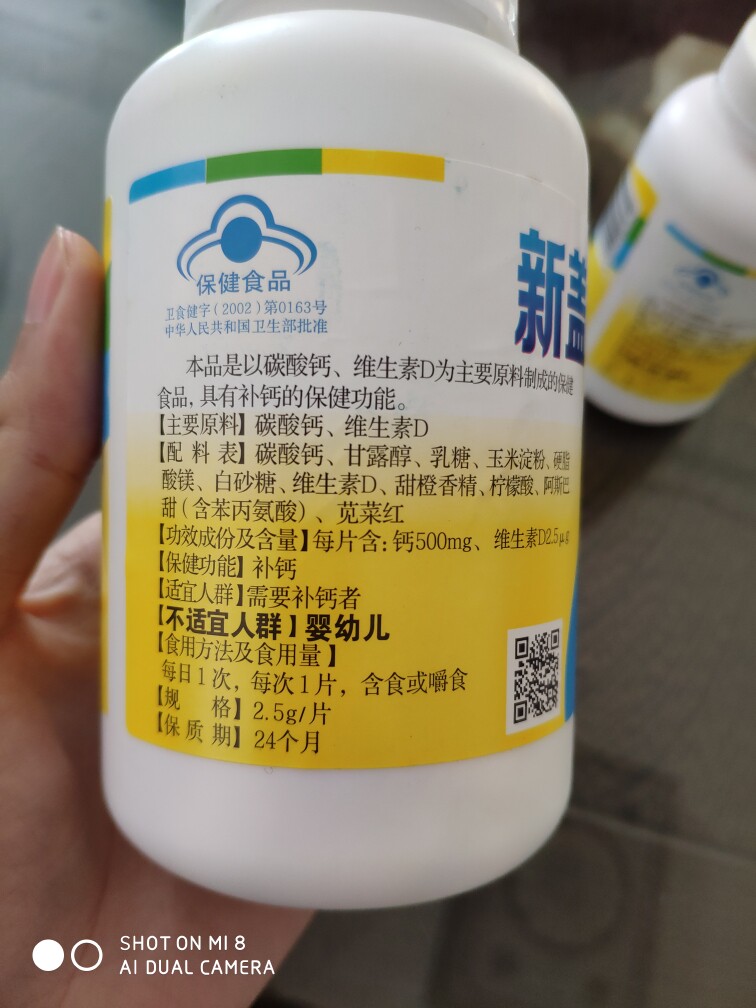 保健食品
卫食健字(2002)第0163号
中华人民共和国卫生部批准
新盖
本品是以碳酸钙、维生素D为主要原料制成的保健
食品,具有补钙的保健功能。
【主要原料】碳酸钙、维生素D
【配 料 表】碳酸钙、甘露醇、乳糖、玉米淀粉、硬脂
酸镁、白砂糖、维生素D、甜橙香精、柠檬酸、阿斯巴
甜(含苯丙氨酸)、苋菜红
【功效成份及含量】每片含:钙500mg、维生素D2.5μg
【保健功能】补钙
【适宜人群】需要补钙者
【不适宜人群】婴幼儿
【食用方法及食用量】
每日1次,每次1片,含食或嚼食
【规 格】2.5g/片
【保 质 期】24个月
SHOT ON MI 8
AI DUAL CAMERA